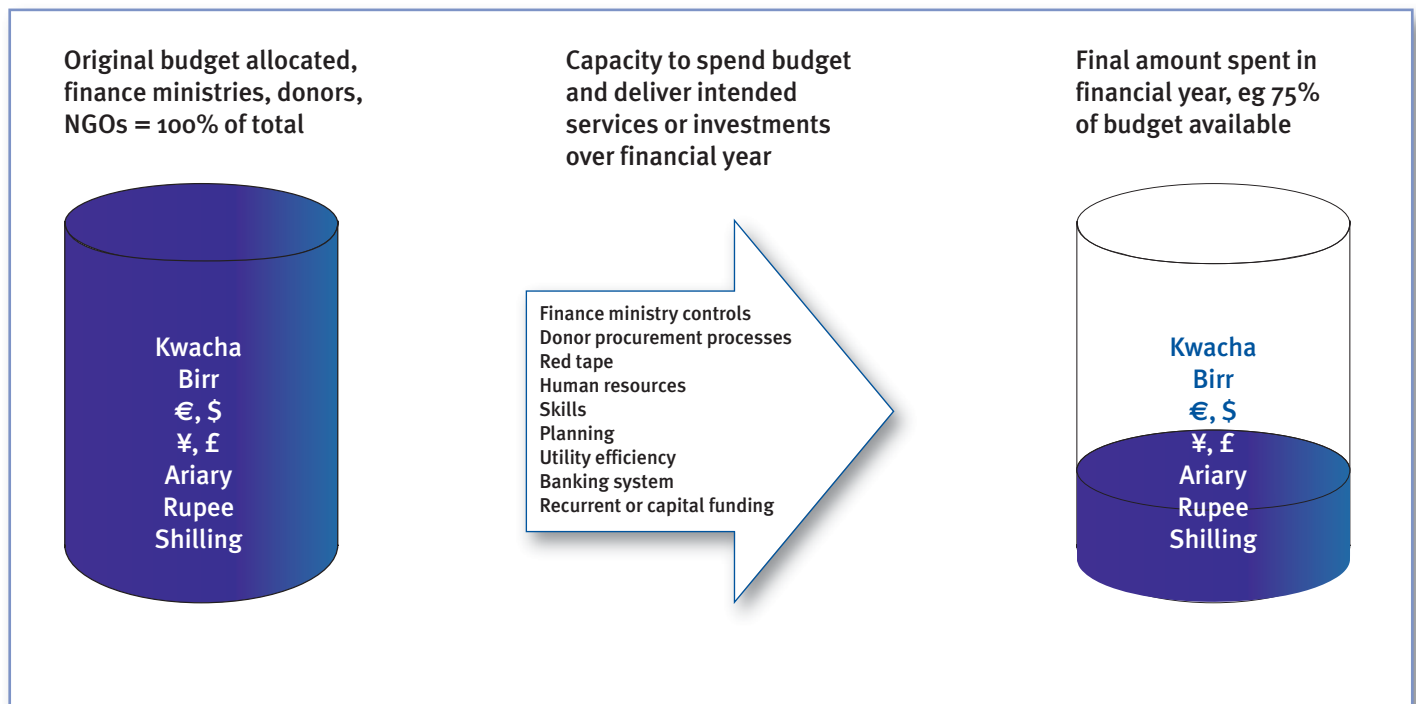 Original budget allocated,
finance ministries, donors,
NGOs = 100% of total
Capacity to spend budget
and deliver intended
services or investments
over financial year
Final amount spent in
financial year, eg 75%
of budget available
Kwacha
Birr
€, $
¥, £
Ariary
Rupee
Shilling
Finance ministry controls
Donor procurement processes
Red tape
Human resources
Skills
Planning
Utility efficiency
Banking system
Recurrent or capital funding
Kwacha
Birr
€, $
¥, £
Ariary
Rupee
Shilling